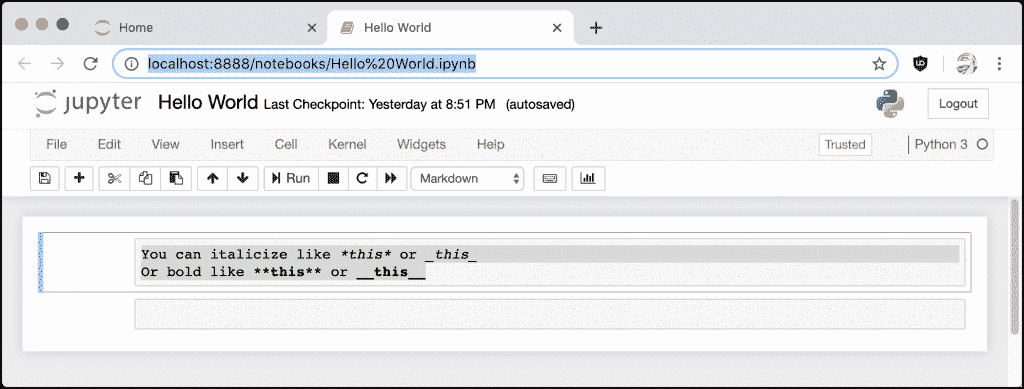 Home
Hello World
localhost:8888/notebooks/Hello%20World.ipynb
jupyter Hello World Last Checkpoint: Yesterday at 8:51 PM (autosaved)
Logout
File Edit View Insert Cell Kernel Widgets Help
Trusted
Python 3
Run
Markdown
You can italicize like *this* or _this_
Or bold like **this** or __this__